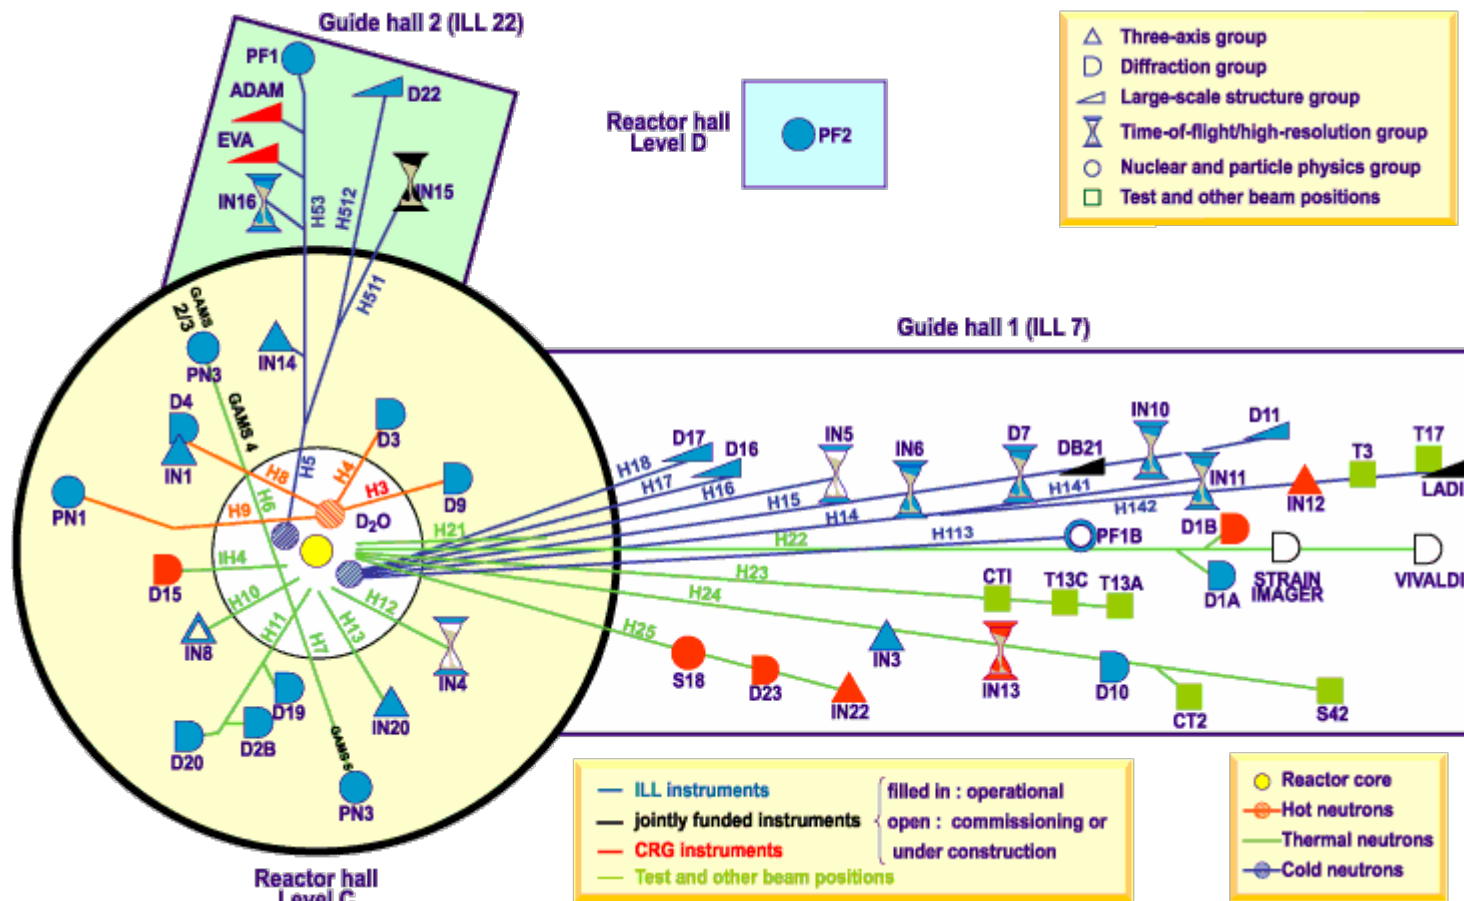 Guide hall 2 (ILL 22)
PF1
ADAM
D22
EVA
IN16
IN15
H53
H512
H511
Reactor hall
Level D
PF2
Three-axis group
Diffraction group
Large-scale structure group
Time-of-flight/high-resolution group
Nuclear and particle physics group
Test and other beam positions
GAMS
2/3
PN3
IN14
GAMS 4
D4
IN1
D3
H5
H4
H8
H3
H6
H9
PN1
D9
D₂O
D15
IH4
H10
IN8
H11
H7
H13
H12
IN4
D19
D2B
D20
IN20
GAMS 5
PN3
Reactor hall
Level C
Guide hall 1 (ILL 7)
H18
H17
H16
H15
H14
H141
H142
H113
H21
H22
H23
H24
H25
D17
D16
IN5
IN6
D7
DB21
IN10
D11
IN11
IN12
T3
T17
LADI
PF1B
D1B
D1A
STRAIN
IMAGER
VIVALDI
CTI
T13C
T13A
S18
D23
IN22
IN3
IN13
D10
CT2
S42
ILL instruments
jointly funded instruments
CRG instruments
Test and other beam positions
filled in : operational
open : commissioning or
under construction
Reactor core
Hot neutrons
Thermal neutrons
Cold neutrons